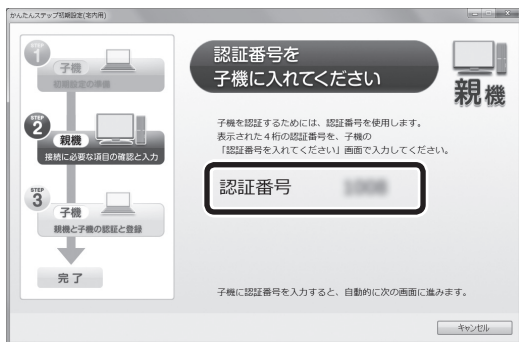 かんたんステップ初期設定(宅内用)
STEP
1
子機
初期設定の準備
STEP
2
親機
接続に必要な項目の確認と入力
STEP
3
子機
親機と子機の認証と登録
完了
認証番号を
子機に入れてください
親機
子機を認証するためには、認証番号を使用します。
表示された4桁の認証番号を、子機の
「認証番号を入れてください」画面で入力してください。
認証番号
子機に認証番号を入力すると、自動的に次の画面に進みます。
キャンセル